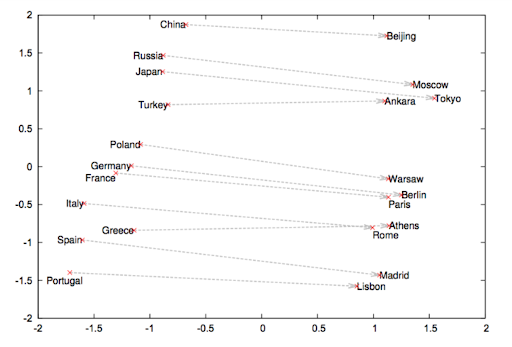 2
China
Beijing
1.5
Russia
Japan
Moscow
Tokyo
1
Turkey
Ankara
0.5
Poland
Warsaw
0
Germany
Berlin
France
Paris
-0.5
Italy
Rome
Greece
Athens
-1
Spain
Madrid
Portugal
Lisbon
-1.5
-2
-2 -1.5 -1 -0.5 0 0.5 1 1.5 2